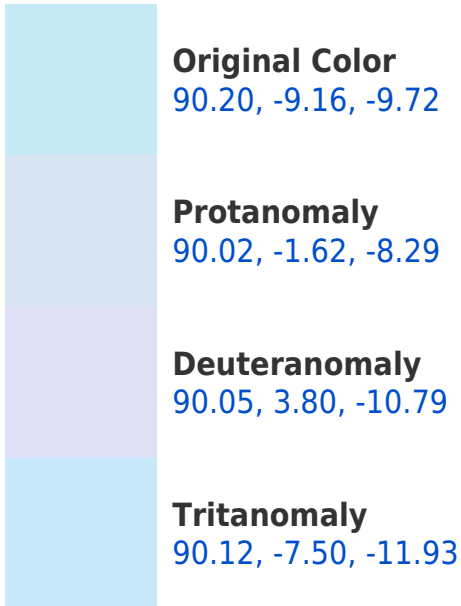 Original Color
90.20, -9.16, -9.72
Protanomaly
90.02, -1.62, -8.29
Deuteranomaly
90.05, 3.80, -10.79
Tritanomaly
90.12, -7.50, -11.93